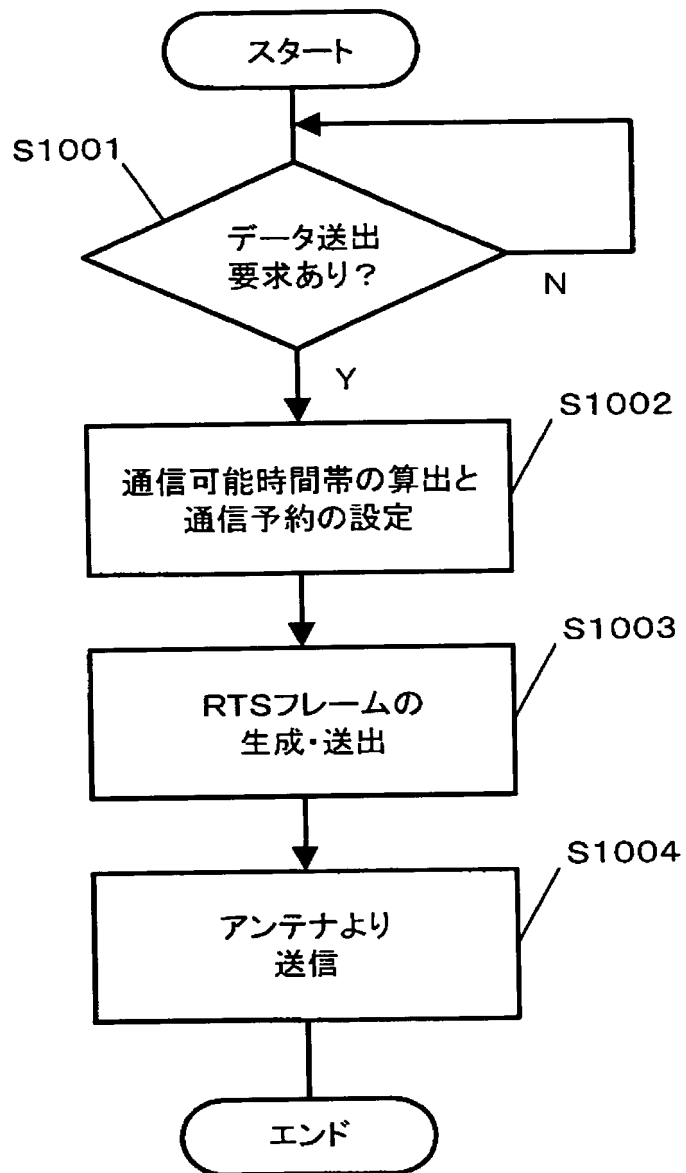 スタート
S1001
データ送出
要求あり？
N
Y
S1002
通信可能時間帯の算出と
通信予約の設定
S1003
RTSフレームの
生成・送出
S1004
アンテナより
送信
エンド